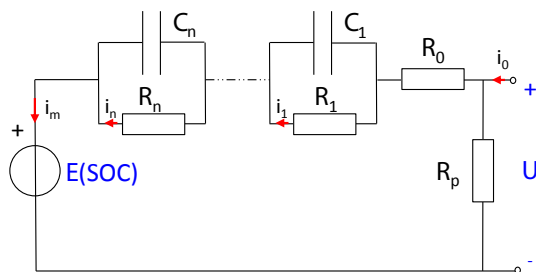 Cn C1
R0 i0
im in Rn i1 R1
+ +
E(SOC) Rp U
-